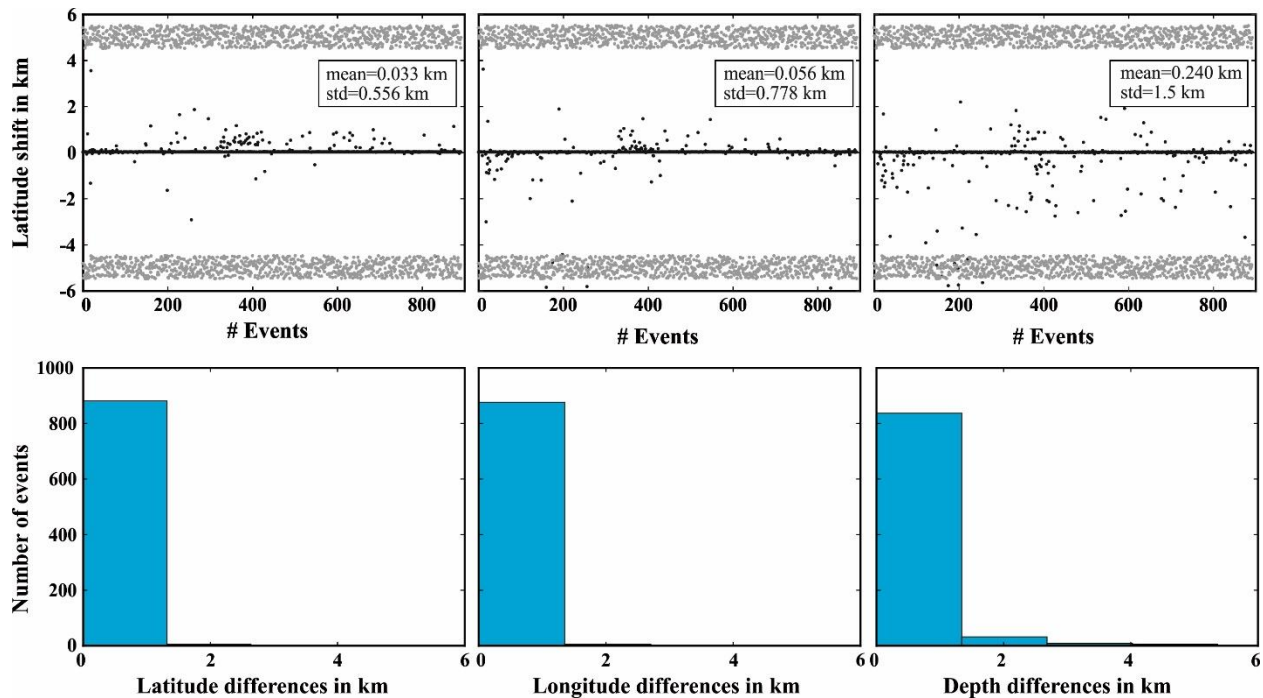 Latitude shift in km
6
4
2
0
-2
-4
-6
mean=0.033 km
std=0.556 km
mean=0.056 km
std=0.778 km
mean=0.240 km
std=1.5 km
0 200 400 600 800
0 200 400 600 800
0 200 400 600 800
# Events
# Events
# Events
Number of events
1000
800
600
400
200
0
0 2 4 6
0 2 4 6
0 2 4 6
Latitude differences in km
Longitude differences in km
Depth differences in km